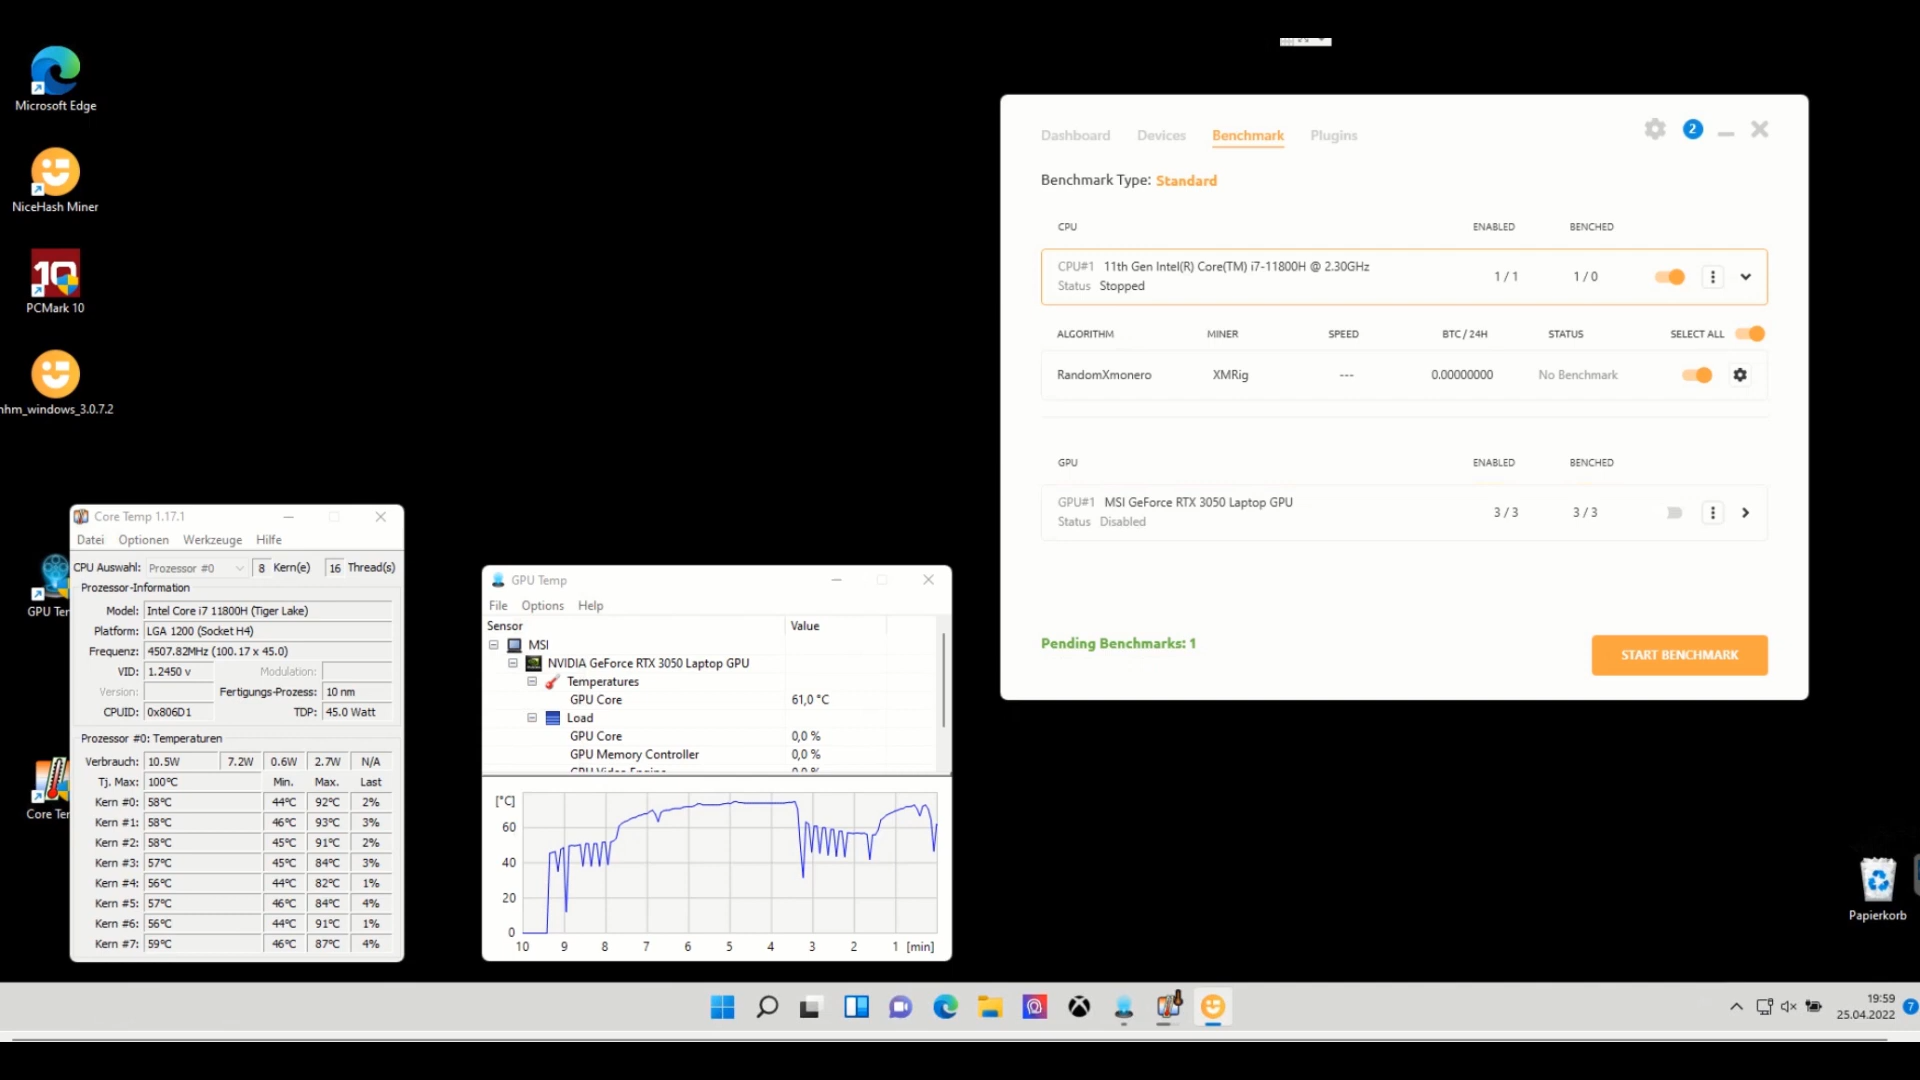 Microsoft Edge
NiceHash Miner
10
PCMark 10
nhm_windows_3.0.7.2
GPU Ter
Core Ter
Core Temp 1.17.1
Datei Optionen Werkzeuge Hilfe
CPU Auswahl: Prozessor #0 8 Kern(e) 16 Thread(s)
Prozessor-Information
Model: Intel Core i7 11800H (Tiger Lake)
Platform: LGA 1200 (Socket H4)
Frequenz: 4507.82MHz (100.17 x 45.0)
VID: 1.2450 v Modulation:
Version: Fertigungs-Prozess: 10 nm
CPUID: 0x806D1 TDP: 45.0 Watt
Prozessor #0: Temperaturen
Verbrauch: 10.5W 7.2W 0.6W 2.7W N/A
Tj. Max: 100°C Min. Max. Last
Kern #0: 58°C 44°C 92°C 2%
Kern #1: 58°C 46°C 93°C 3%
Kern #2: 58°C 45°C 91°C 2%
Kern #3: 57°C 45°C 84°C 3%
Kern #4: 56°C 44°C 82°C 1%
Kern #5: 57°C 46°C 84°C 4%
Kern #6: 56°C 44°C 91°C 1%
Kern #7: 59°C 46°C 87°C 4%
GPU Temp
File Options Help
Sensor Value
MSI
NVIDIA GeForce RTX 3050 Laptop GPU
Temperatures
GPU Core 61,0 °C
Load
GPU Core 0,0 %
GPU Memory Controller 0,0 %
GPU Video Engine 0,0 %
[°C]
60
40
20
0
10 9 8 7 6 5 4 3 2 1 [min]
Dashboard Devices Benchmark Plugins 2
Benchmark Type: Standard
CPU ENABLED BENCHED
CPU#1 11th Gen Intel(R) Core(TM) i7-11800H @ 2.30GHz 1 / 1 1 / 0
Status Stopped
ALGORITHM MINER SPEED BTC / 24H STATUS SELECT ALL
RandomXmonero XMRig --- 0.00000000 No Benchmark
GPU ENABLED BENCHED
GPU#1 MSI GeForce RTX 3050 Laptop GPU 3 / 3 3 / 3
Status Disabled
Pending Benchmarks: 1
START BENCHMARK
Papierkorb
19:59
25.04.2022
7